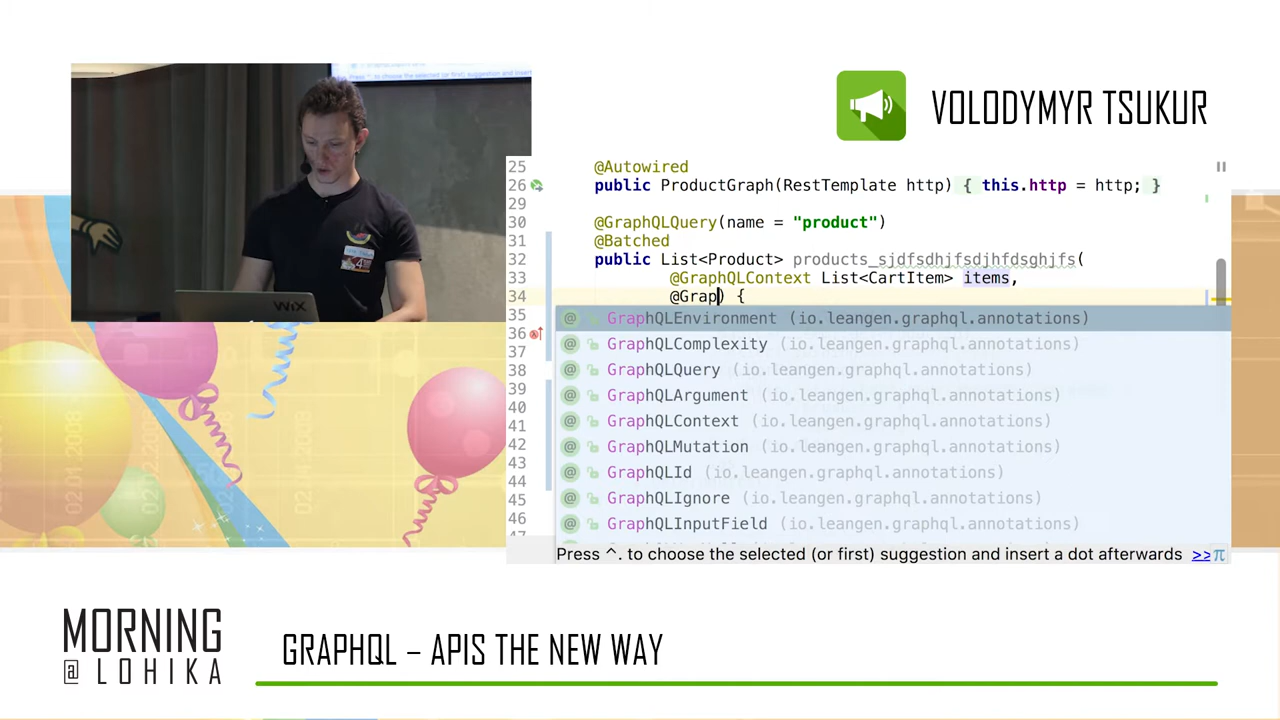 VOLODYMYR TSUKUR
25 @Autowired
26 public ProductGraph(RestTemplate http) { this.http = http; }
29
30 @GraphQLQuery(name = "product")
31 @Batched
32 public List<Product> products_sjdfsdhjfsdjhfdsghjfs(
33 @GraphQLContext List<CartItem> items,
34 @Grap) {
35 GraphQLEnvironment (io.leangen.graphql.annotations)
36 GraphQLComplexity (io.leangen.graphql.annotations)
37
38 GraphQLQuery (io.leangen.graphql.annotations)
39 GraphQLArgument (io.leangen.graphql.annotations)
40
41 GraphQLContext (io.leangen.graphql.annotations)
42 GraphQLMutation (io.leangen.graphql.annotations)
43
44 GraphQLId (io.leangen.graphql.annotations)
45 GraphQLIgnore (io.leangen.graphql.annotations)
46 GraphQLInputField (io.leangen.graphql.annotations)
Press ^. to choose the selected (or first) suggestion and insert a dot afterwards >> π
WIX
02.01.2008
MORNING
@ LOHIKA
GRAPHQL – APIS THE NEW WAY